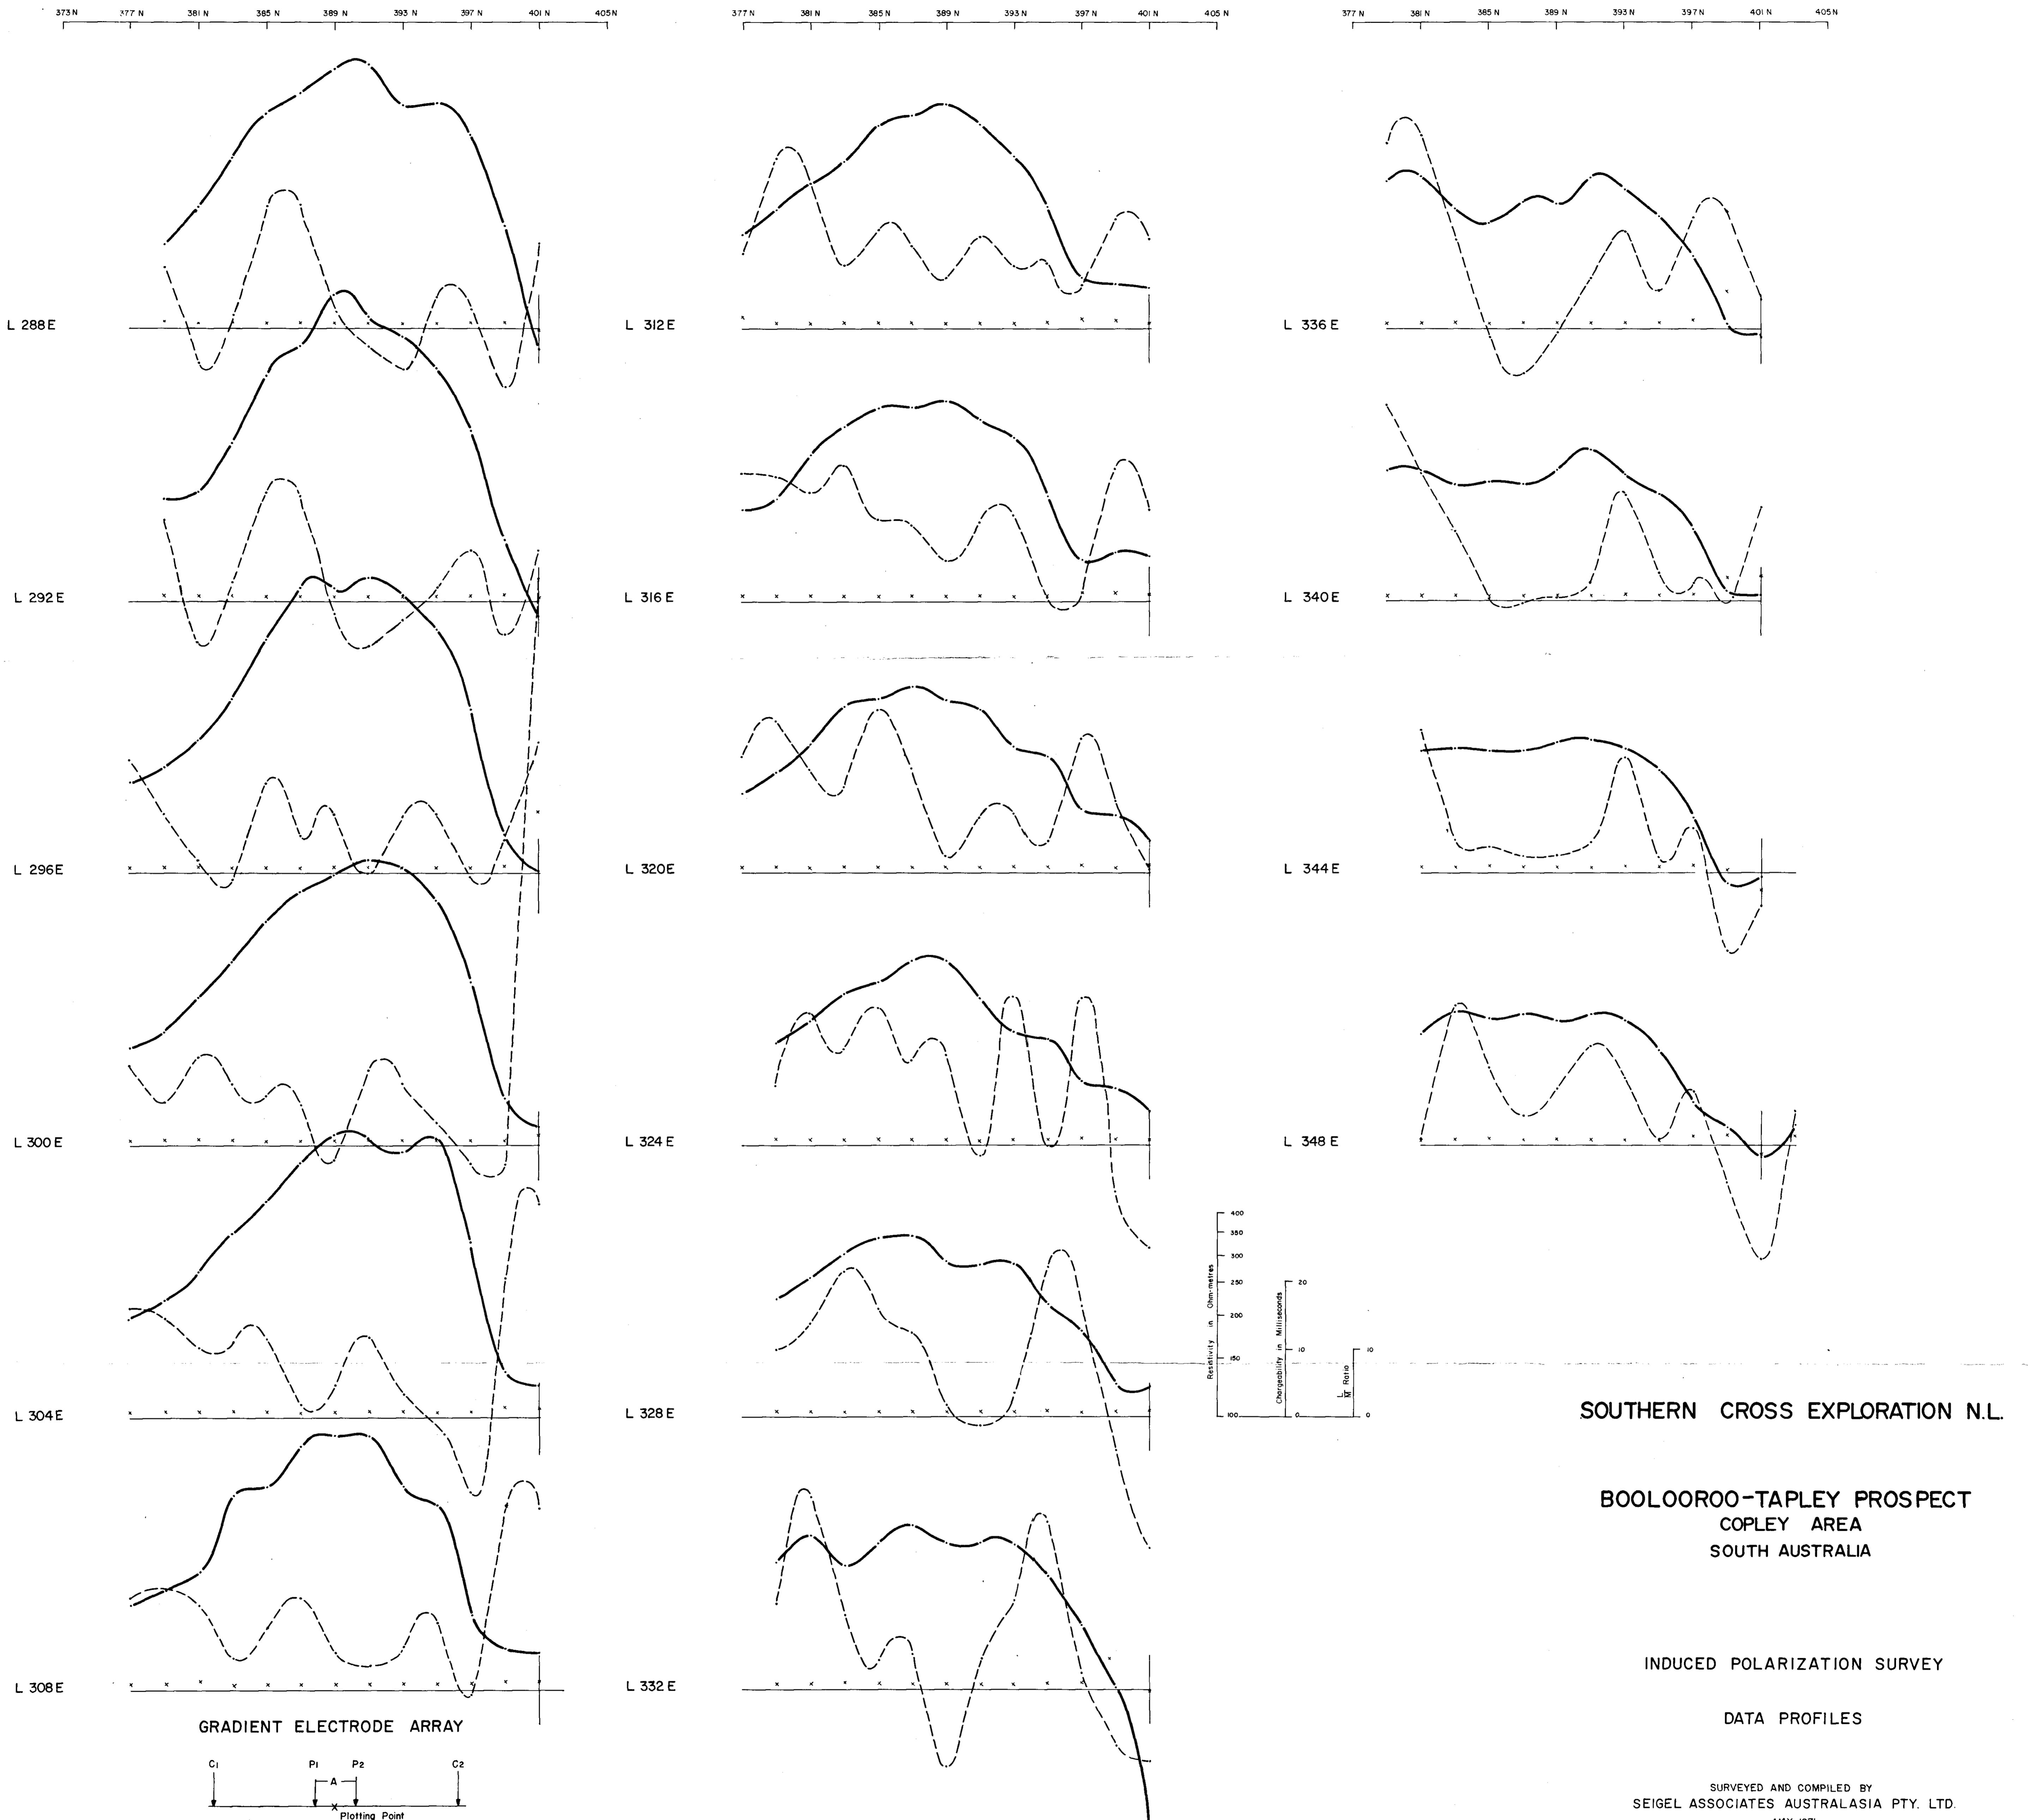 373 N 377 N 381 N 385 N 389 N 393 N 397 N 401 N 405 N
377 N 381 N 385 N 389 N 393 N 397 N 401 N 405 N
377 N 381 N 385 N 389 N 393 N 397 N 401 N 405 N
L 288 E
L 292 E
L 296 E
L 300 E
L 304 E
L 308 E
L 312 E
L 316 E
L 320 E
L 324 E
L 328 E
L 332 E
L 336 E
L 340 E
L 344 E
L 348 E
Resistivity in Ohm-metres
400
350
300
250
200
150
100
Chargeability in Milliseconds
20
10
0
L/M Ratio
10
0
GRADIENT ELECTRODE ARRAY
C1 P1 P2 C2
A
X Plotting Point
SOUTHERN CROSS EXPLORATION N.L.
BOOLOOROO-TAPLEY PROSPECT
COPLEY AREA
SOUTH AUSTRALIA
INDUCED POLARIZATION SURVEY
DATA PROFILES
SURVEYED AND COMPILED BY
SEIGEL ASSOCIATES AUSTRALASIA PTY. LTD.